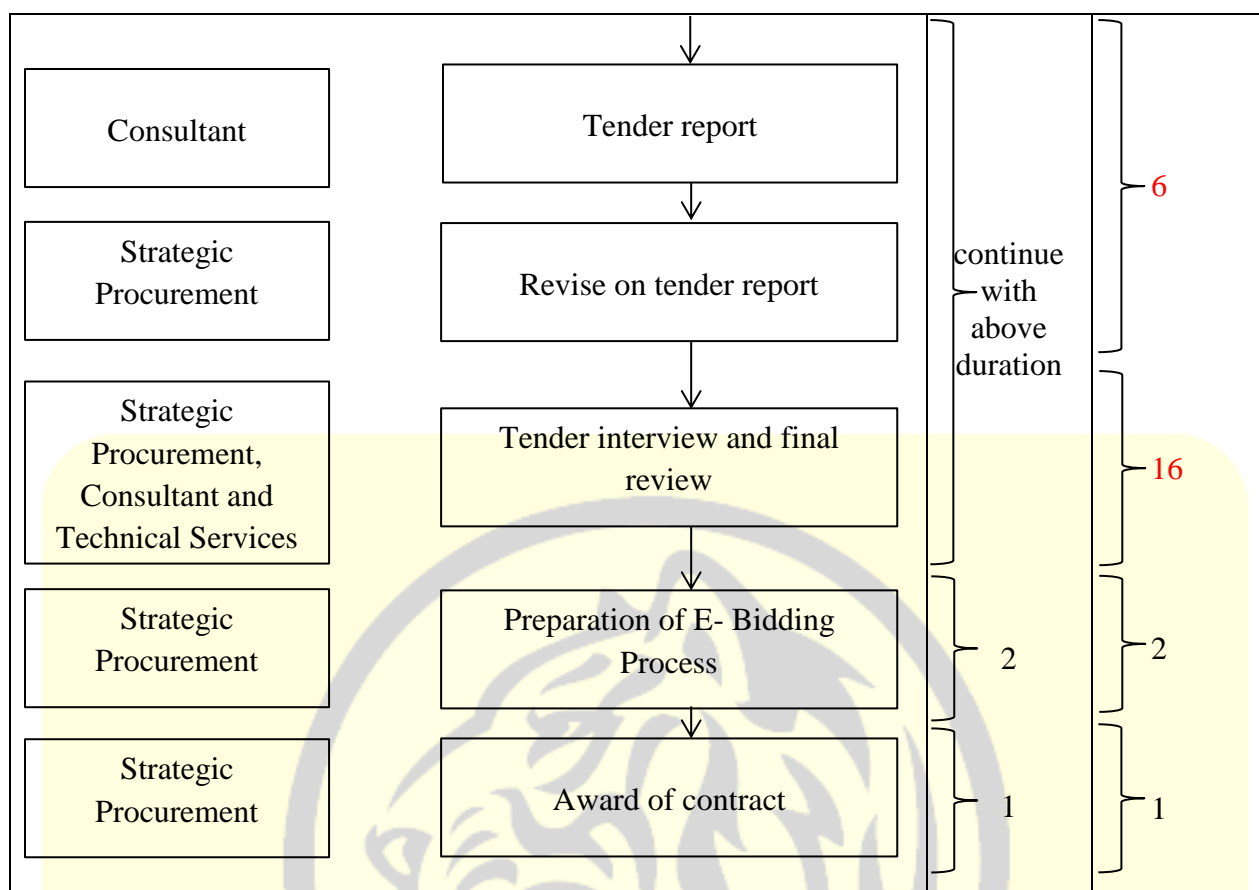 Consultant
Tender report
6
Strategic
Procurement
Revise on tender report
continue
with
above
duration
Strategic
Procurement,
Consultant and
Technical Services
Tender interview and final
review
16
Strategic
Procurement
Preparation of E- Bidding
Process
2
2
Strategic
Procurement
Award of contract
1
1